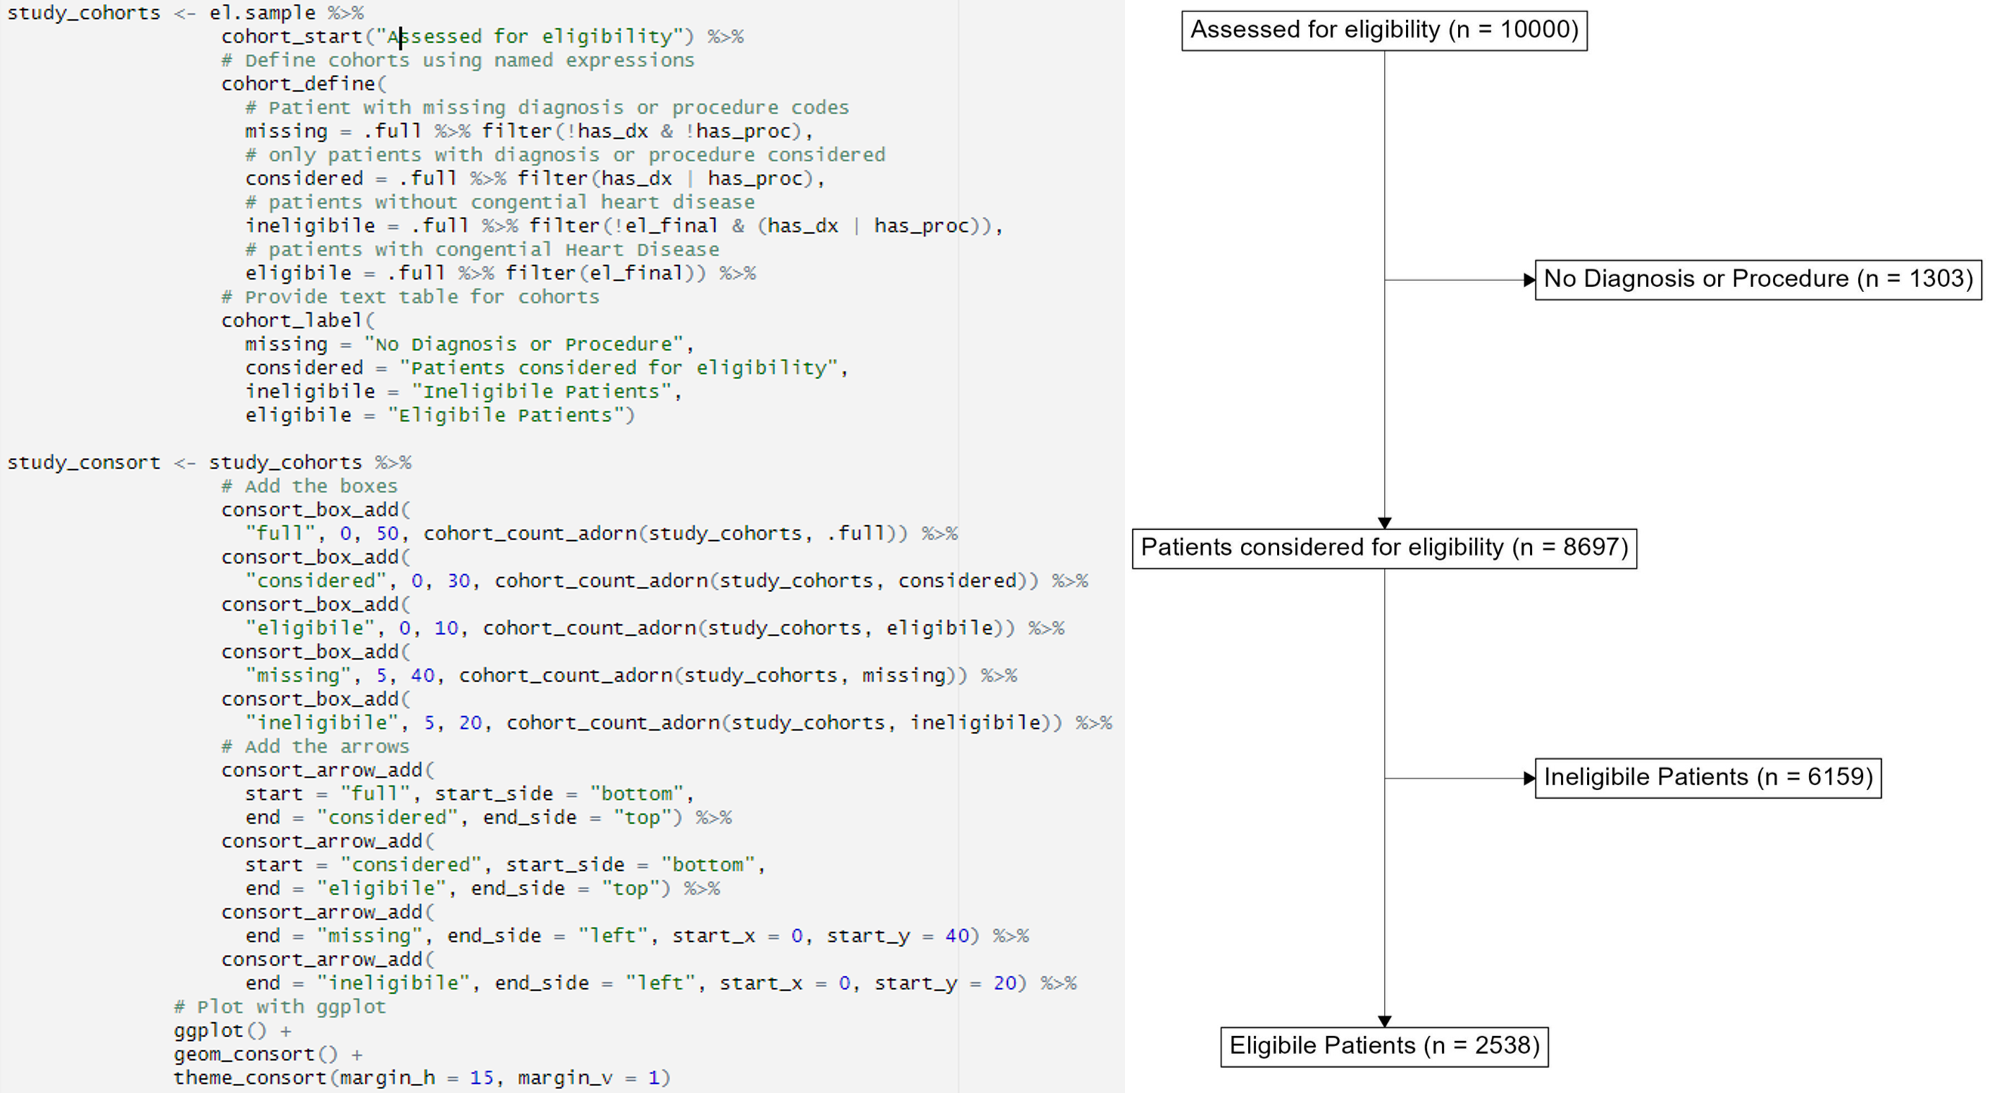 study_cohorts <- el.sample %>%
cohort_start("Assessed for eligibility") %>%
# Define cohorts using named expressions
cohort_define(
# Patient with missing diagnosis or procedure codes
missing = .full %>% filter(!has_dx & !has_proc),
# only patients with diagnosis or procedure considered
considered = .full %>% filter(has_dx | has_proc),
# patients without congential heart disease
ineligibile = .full %>% filter(!el_final & (has_dx | has_proc)),
# patients with congential Heart Disease
eligibile = .full %>% filter(el_final)) %>%
# Provide text table for cohorts
cohort_label(
missing = "No Diagnosis or Procedure",
considered = "Patients considered for eligibility",
ineligibile = "Ineligibile Patients",
eligibile = "Eligibile Patients")
study_consort <- study_cohorts %>%
# Add the boxes
consort_box_add(
"full", 0, 50, cohort_count_adorn(study_cohorts, .full)) %>%
consort_box_add(
"considered", 0, 30, cohort_count_adorn(study_cohorts, considered)) %>%
consort_box_add(
"eligibile", 0, 10, cohort_count_adorn(study_cohorts, eligibile)) %>%
consort_box_add(
"missing", 5, 40, cohort_count_adorn(study_cohorts, missing)) %>%
consort_box_add(
"ineligibile", 5, 20, cohort_count_adorn(study_cohorts, ineligibile)) %>%
# Add the arrows
consort_arrow_add(
start = "full", start_side = "bottom",
end = "considered", end_side = "top") %>%
consort_arrow_add(
start = "considered", start_side = "bottom",
end = "eligibile", end_side = "top") %>%
consort_arrow_add(
end = "missing", end_side = "left", start_x = 0, start_y = 40) %>%
consort_arrow_add(
end = "ineligibile", end_side = "left", start_x = 0, start_y = 20) %>%
# Plot with ggplot
ggplot() +
geom_consort() +
theme_consort(margin_h = 15, margin_v = 1)
Assessed for eligibility (n = 10000)
No Diagnosis or Procedure (n = 1303)
Patients considered for eligibility (n = 8697)
Ineligibile Patients (n = 6159)
Eligibile Patients (n = 2538)